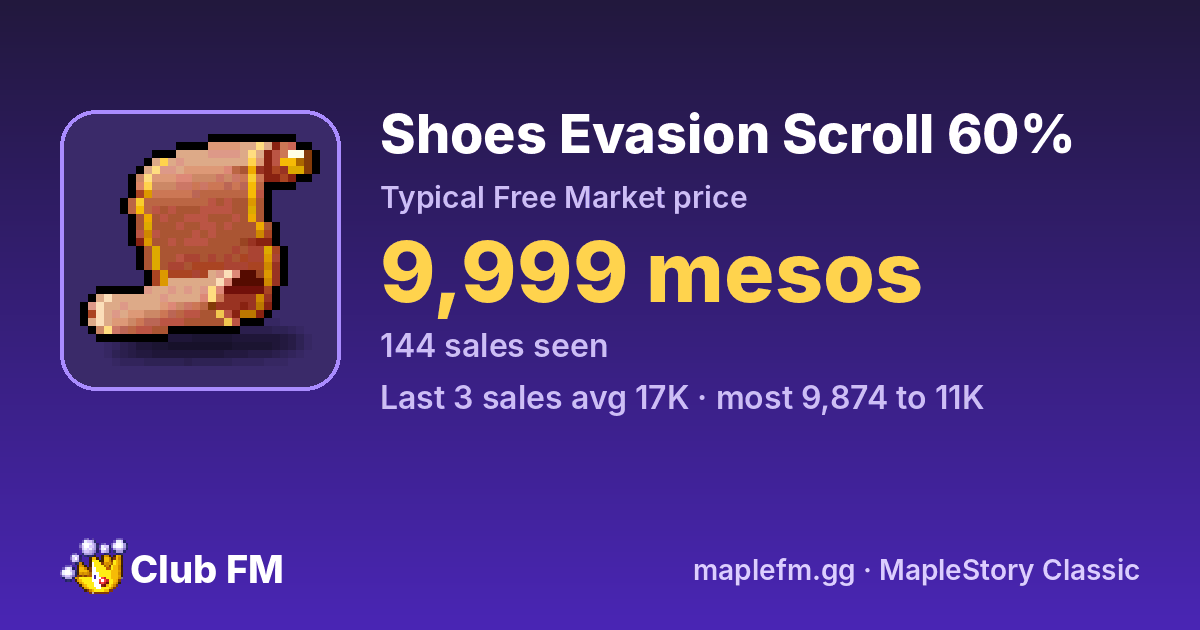 Shoes Evasion Scroll 60%
Typical Free Market price
9,999 mesos
144 sales seen
Last 3 sales avg 17K · most 9,874 to 11K
Club FM
maplefm.gg · MapleStory Classic